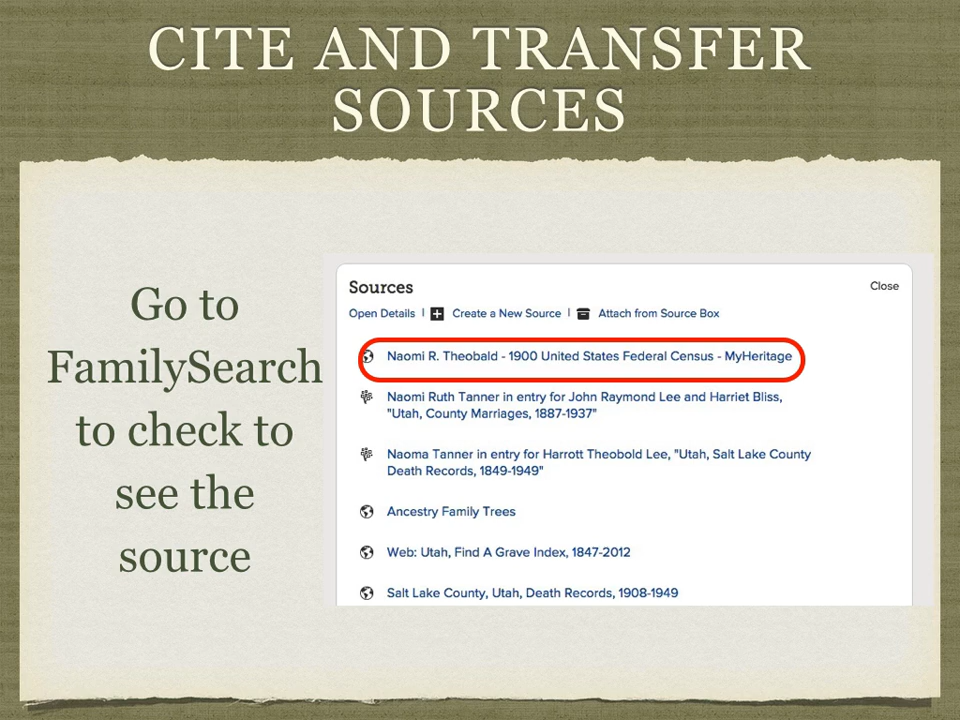 CITE AND TRANSFER
SOURCES
Go to
FamilySearch
to check to
see the
source
Sources
Close
Open Details | Create a New Source | Attach from Source Box
Naomi R. Theobald - 1900 United States Federal Census - MyHeritage
Naomi Ruth Tanner in entry for John Raymond Lee and Harriet Bliss,
"Utah, County Marriages, 1887-1937"
Naoma Tanner in entry for Harrott Theobold Lee, "Utah, Salt Lake County
Death Records, 1849-1949"
Ancestry Family Trees
Web: Utah, Find A Grave Index, 1847-2012
Salt Lake County, Utah, Death Records, 1908-1949